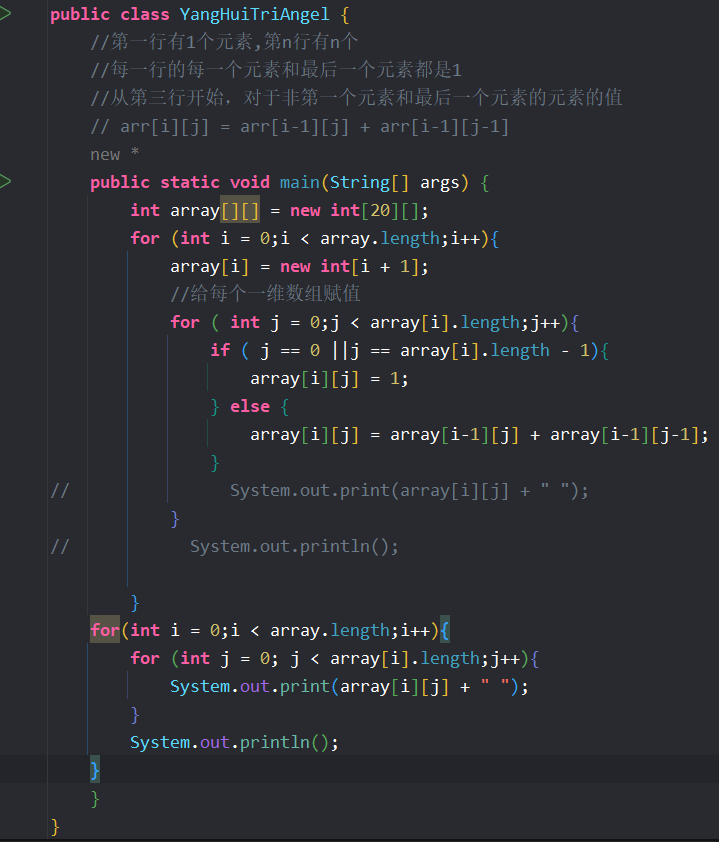 public class YangHuiTriAngel {
//第一行有1个元素,第n行有n个
//每一行的每一个元素和最后一个元素都是1
//从第三行开始，对于非第一个元素和最后一个元素的元素的值
// arr[i][j] = arr[i-1][j] + arr[i-1][j-1]
new *
public static void main(String[] args) {
int array[][] = new int[20][];
for (int i = 0;i < array.length;i++){
array[i] = new int[i + 1];
//给每个一维数组赋值
for ( int j = 0;j < array[i].length;j++){
if ( j == 0 ||j == array[i].length - 1){
array[i][j] = 1;
} else {
array[i][j] = array[i-1][j] + array[i-1][j-1];
}
// System.out.print(array[i][j] + " ");
}
// System.out.println();
}
for(int i = 0;i < array.length;i++){
for (int j = 0; j < array[i].length;j++){
System.out.print(array[i][j] + " ");
}
System.out.println();
}
}
}